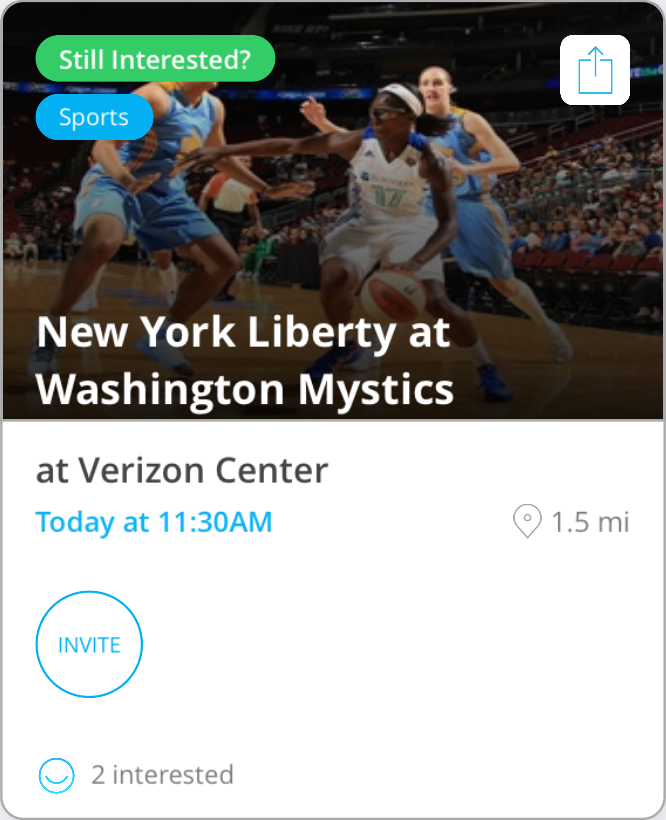 Still Interested?
Sports
New York Liberty at
Washington Mystics
at Verizon Center
Today at 11:30AM
1.5 mi
INVITE
2 interested